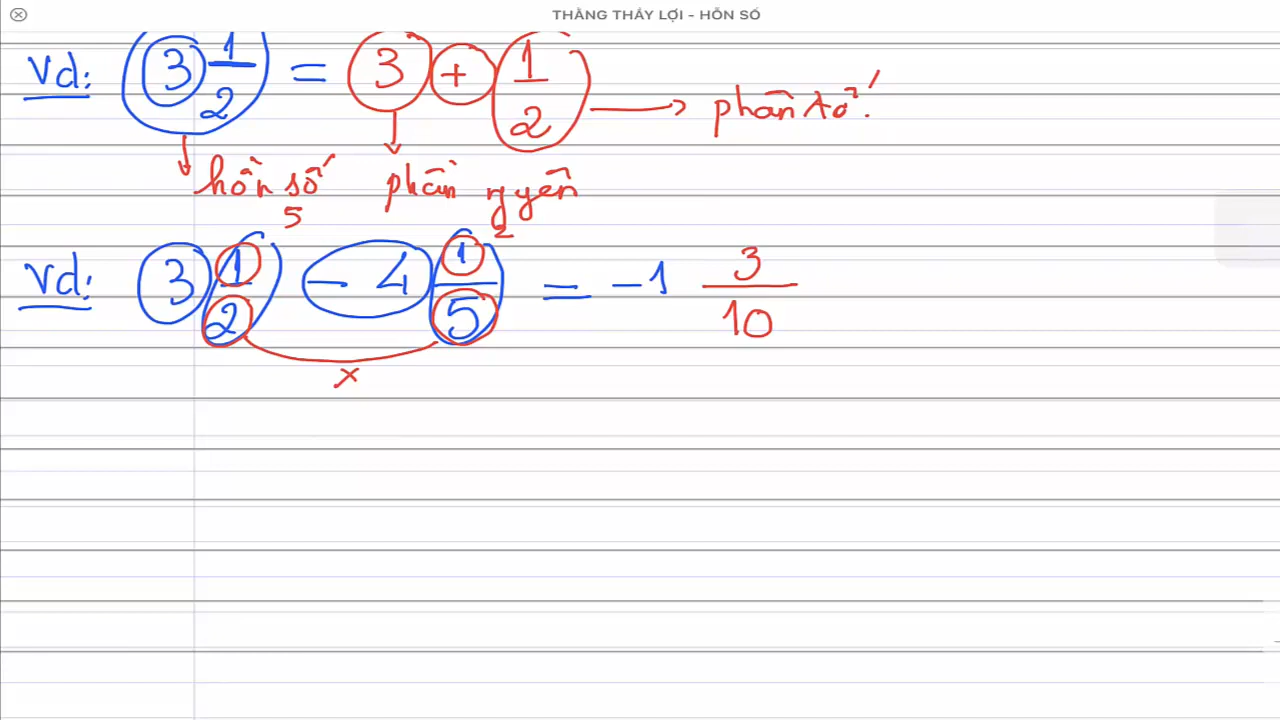 THẰNG THẦY LỢI - HỖN SỐ
Vd: 3 1/2 = 3 + 1/2 → phân số
hỗn số phần nguyên
5 2
Vd: 3 1/2 - 4 1/5 = -1 3/10
x